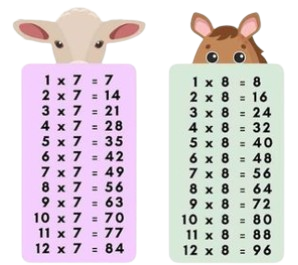 1 x 7 = 7
2 x 7 = 14
3 x 7 = 21
4 x 7 = 28
5 x 7 = 35
6 x 7 = 42
7 x 7 = 49
8 x 7 = 56
9 x 7 = 63
10 x 7 = 70
11 x 7 = 77
12 x 7 = 84
1 x 8 = 8
2 x 8 = 16
3 x 8 = 24
4 x 8 = 32
5 x 8 = 40
6 x 8 = 48
7 x 8 = 56
8 x 8 = 64
9 x 8 = 72
10 x 8 = 80
11 x 8 = 88
12 x 8 = 96